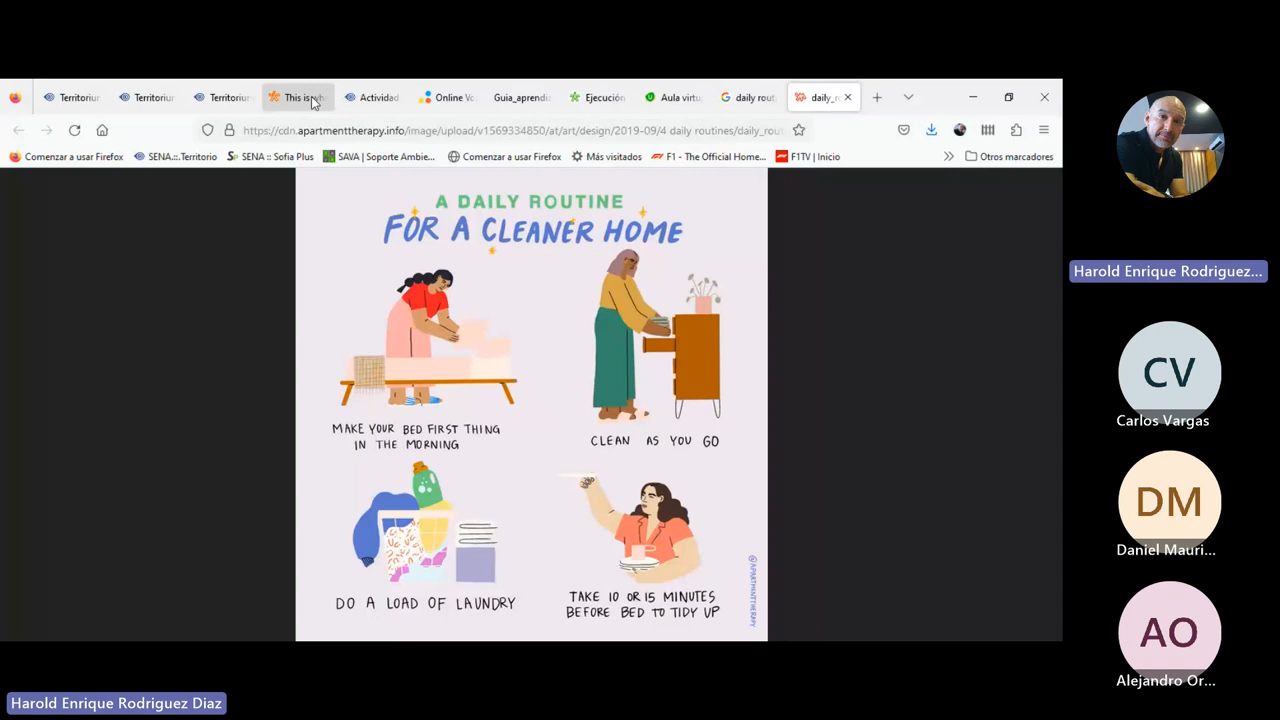 Territoriur
Territoriur
Territoriur
This is
Actividad
Online Vo
Guia_aprendi
Ejecución
Aula virtu
daily rout
daily_r
https://cdn.apartmenttherapy.info/image/upload/v1569334850/at/art/design/2019-09/4 daily routines/daily_rou
Comenzar a usar Firefox
SENA.::.Territorio
SENA :: Sofia Plus
SAVA | Soporte Ambie...
Comenzar a usar Firefox
Más visitados
F1 - The Official Home...
F1TV | Inicio
Otros marcadores
A DAILY ROUTINE
FOR A CLEANER HOME
MAKE YOUR BED FIRST THING
IN THE MORNING
CLEAN AS YOU GO
DO A LOAD OF LAUNDRY
TAKE 10 OR 15 MINUTES
BEFORE BED TO TIDY UP
@APARTMENTTHERAPY
Harold Enrique Rodriguez...
CV
Carlos Vargas
DM
Daniel Mauri...
AO
Alejandro Or...
Harold Enrique Rodriguez Diaz